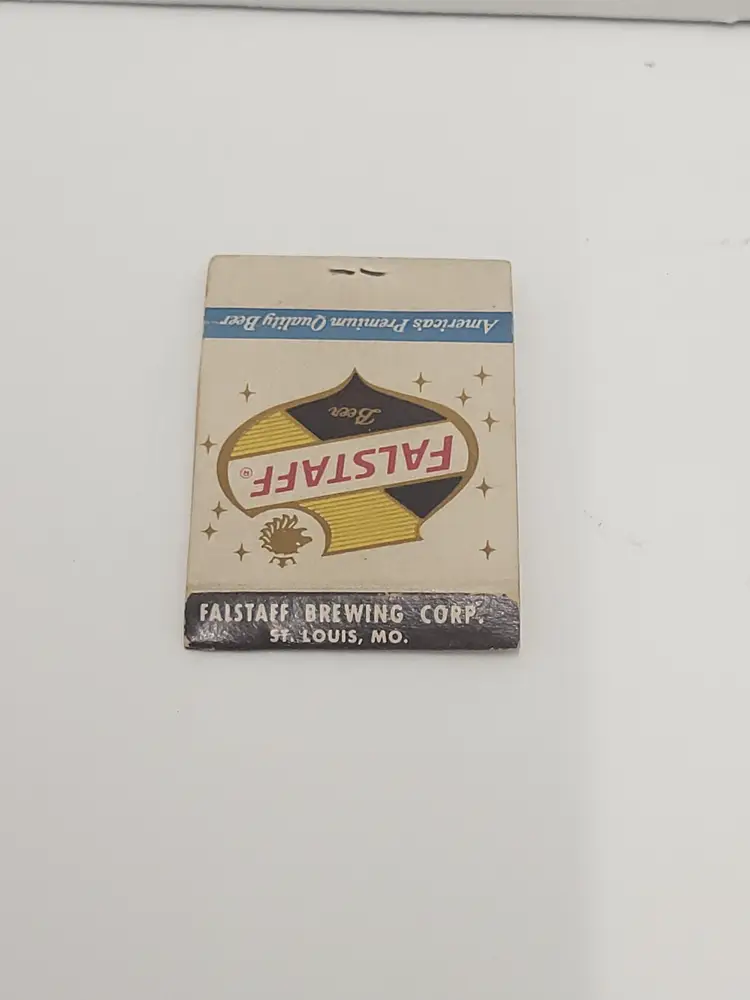 America's Premium Quality Beer
Beer
FALSTAFF®
FALSTAFF BREWING CORP.
ST. LOUIS, MO.